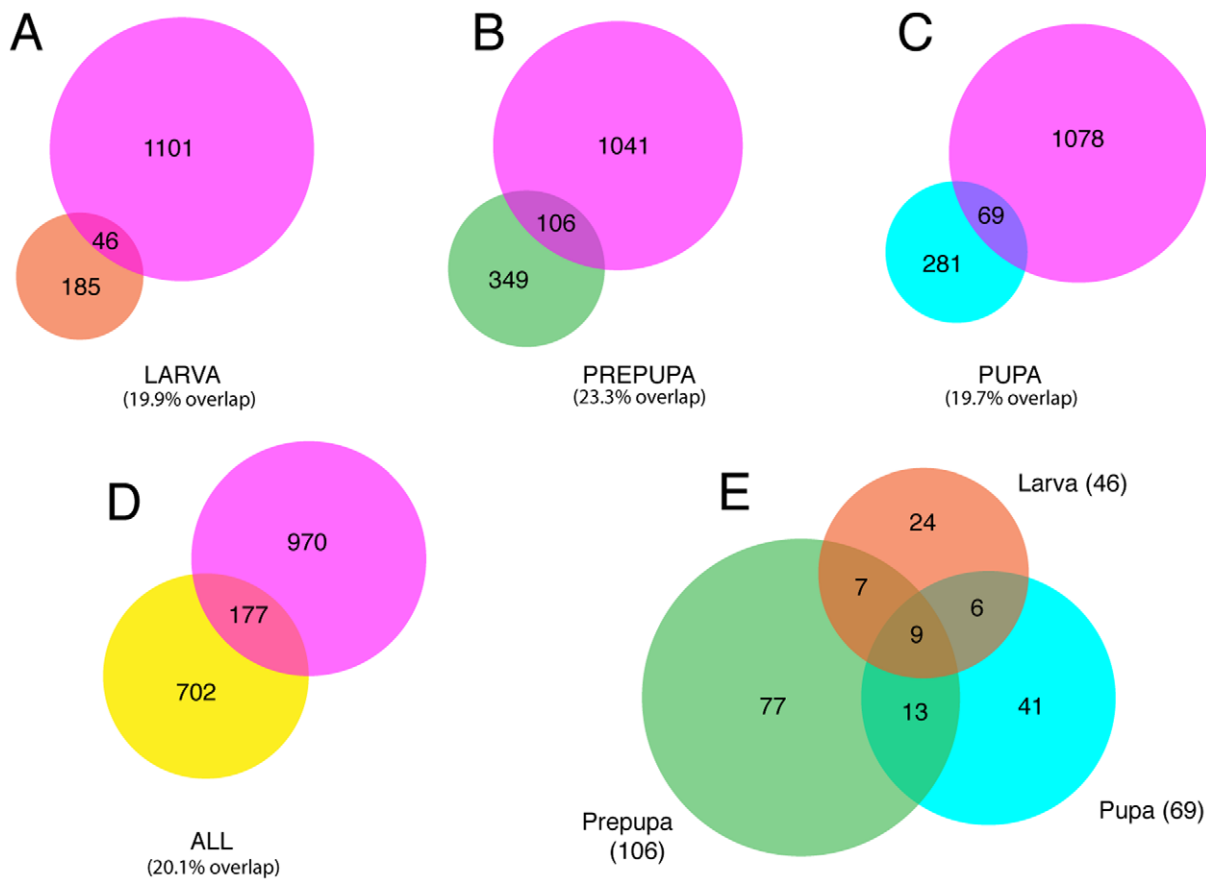 A
1101
46
185
LARVA
(19.9% overlap)
B
1041
106
349
PREPUPA
(23.3% overlap)
C
1078
69
281
PUPA
(19.7% overlap)
D
970
177
702
ALL
(20.1% overlap)
E
Larva (46)
24
7
6
9
77
13
41
Prepupa
(106)
Pupa (69)